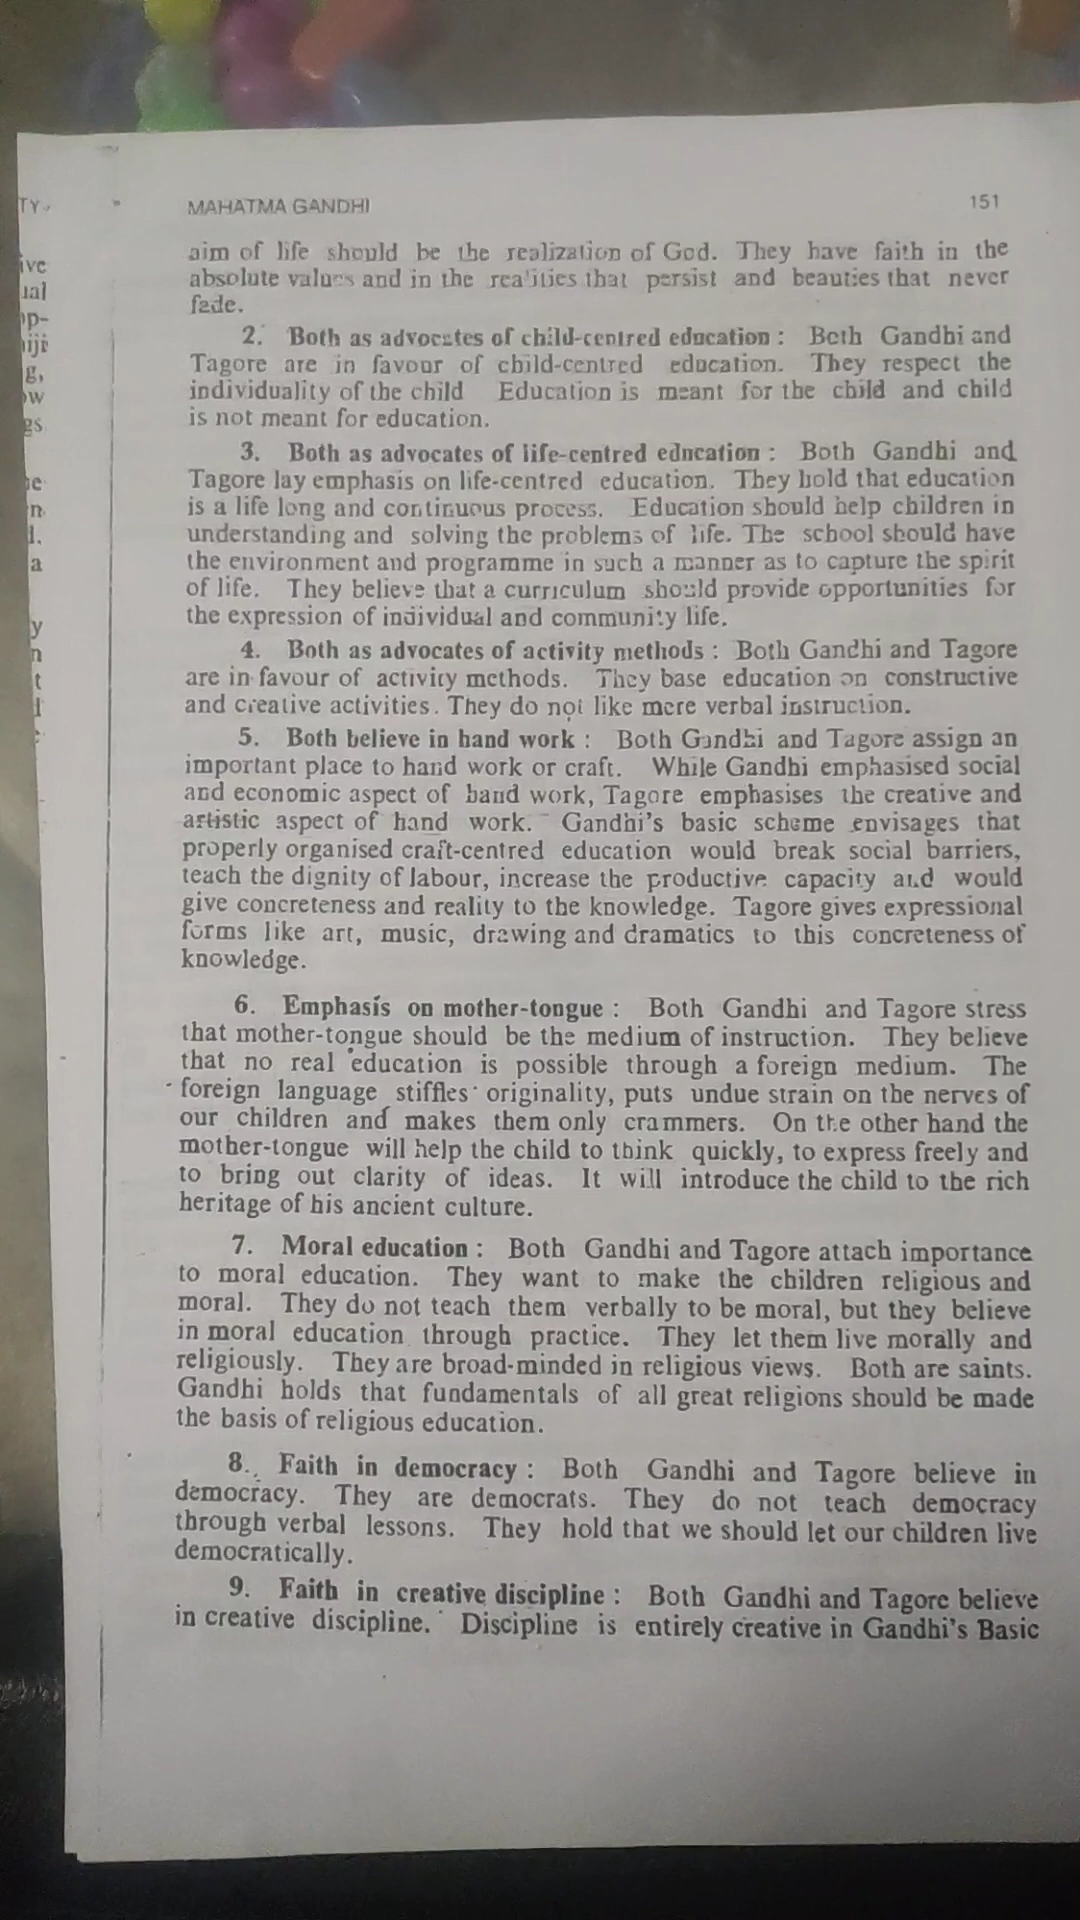 MAHATMA GANDHI 151
aim of life should be the realization of God. They have faith in the
absolute values and in the realities that persist and beauties that never
fade.
2. Both as advocates of child-centred education : Both Gandhi and
Tagore are in favour of child-centred education. They respect the
individuality of the child Education is meant for the child and child
is not meant for education.
3. Both as advocates of life-centred education : Both Gandhi and
Tagore lay emphasis on life-centred education. They hold that education
is a life long and continuous process. Education should help children in
understanding and solving the problems of life. The school should have
the environment and programme in such a manner as to capture the spirit
of life. They believe that a curriculum should provide opportunities for
the expression of individual and community life.
4. Both as advocates of activity methods : Both Gandhi and Tagore
are in favour of activity methods. They base education on constructive
and creative activities. They do not like mere verbal instruction.
5. Both believe in hand work : Both Gandhi and Tagore assign an
important place to hand work or craft. While Gandhi emphasised social
and economic aspect of hand work, Tagore emphasises the creative and
artistic aspect of hand work. Gandhi's basic scheme envisages that
properly organised craft-centred education would break social barriers,
teach the dignity of labour, increase the productive capacity and would
give concreteness and reality to the knowledge. Tagore gives expressional
forms like art, music, drawing and dramatics to this concreteness of
knowledge.
6. Emphasis on mother-tongue : Both Gandhi and Tagore stress
that mother-tongue should be the medium of instruction. They believe
that no real education is possible through a foreign medium. The
foreign language stiffles originality, puts undue strain on the nerves of
our children and makes them only crammers. On the other hand the
mother-tongue will help the child to think quickly, to express freely and
to bring out clarity of ideas. It will introduce the child to the rich
heritage of his ancient culture.
7. Moral education : Both Gandhi and Tagore attach importance
to moral education. They want to make the children religious and
moral. They do not teach them verbally to be moral, but they believe
in moral education through practice. They let them live morally and
religiously. They are broad-minded in religious views. Both are saints.
Gandhi holds that fundamentals of all great religions should be made
the basis of religious education.
8. Faith in democracy : Both Gandhi and Tagore believe in
democracy. They are democrats. They do not teach democracy
through verbal lessons. They hold that we should let our children live
democratically.
9. Faith in creative discipline : Both Gandhi and Tagore believe
in creative discipline. Discipline is entirely creative in Gandhi's Basic